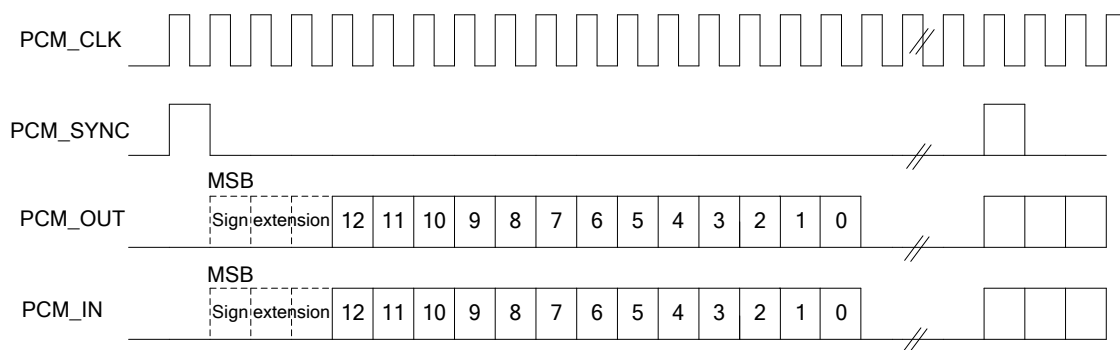 PCM_CLK
PCM_SYNC
MSB
PCM_OUT Sign extension 12 11 10 9 8 7 6 5 4 3 2 1 0
MSB
PCM_IN Sign extension 12 11 10 9 8 7 6 5 4 3 2 1 0